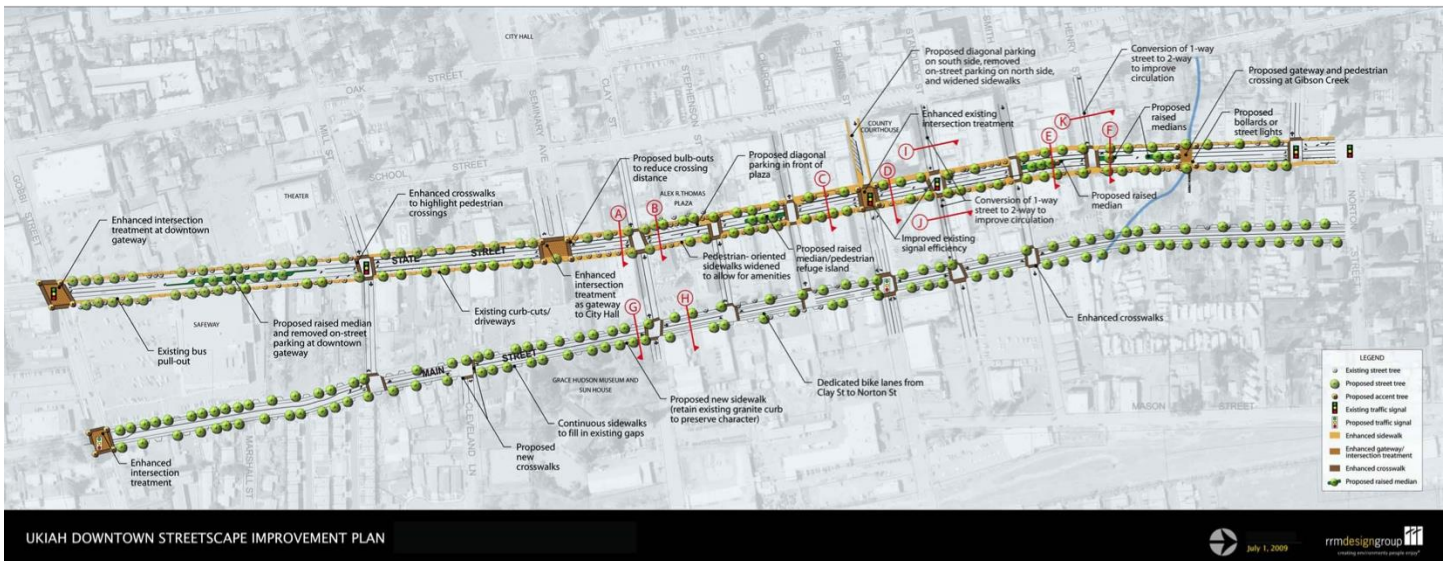 CITY HALL
OAK
STREET
GOBBI STREET
MILL ST
SEMINARY
AVE
CLAY ST
STEPHENSON
ST
CHURCH ST
PERKINS ST
SMITH
HENRY
SCHOOL
STREET
THEATER
Enhanced intersection
treatment at downtown
gateway
Enhanced crosswalks
to highlight pedestrian
crossings
Proposed bulb-outs
to reduce crossing
distance
ALEX R.THOMAS
PLAZA
Proposed diagonal
parking in front of
plaza
Proposed diagonal parking
on south side, removed
on-street parking on north side,
and widened sidewalks
COUNTY
COURTHOUSE
Enhanced existing
intersection treatment
Conversion of 1-way
street to 2-way
to improve
circulation
Proposed gateway and pedestrian
crossing at Gibson Creek
Proposed
raised
medians
Proposed
bollards or
street lights
A
B
C
D
E
F
G
H
I
J
K
STATE STREET
SAFEWAY
Existing bus
pull-out
Proposed raised median
and removed on-street
parking at downtown
gateway
Existing curb-cuts/
driveways
Enhanced
intersection
treatment
as gateway
to City Hall
Pedestrian- oriented
sidewalks widened
to allow for amenities
Proposed raised
median/pedestrian
refuge island
Improved existing
signal efficiency
Conversion of 1-way
street to 2-way to
improve circulation
Proposed raised
median
NORTON
STREET
MAIN STREET
Enhanced
intersection
treatment
MARSHALL ST
CLEVELAND LN
Proposed
new
crosswalks
Continuous sidewalks
to fill in existing gaps
GRACE HUDSON MUSEUM AND
SUN HOUSE
Proposed new sidewalk
(retain existing granite curb
to preserve character)
Dedicated bike lanes from
Clay St to Norton St
Enhanced crosswalks
MASON STREET
LEGEND
Existing street tree
Proposed street tree
Proposed accent tree
Existing traffic signal
Proposed traffic signal
Enhanced sidewalk
Enhanced gateway/
intersection treatment
Enhanced crosswalk
Proposed raised median
UKIAH DOWNTOWN STREETSCAPE IMPROVEMENT PLAN
July 1, 2009
rrmdesigngroup
creating environments people enjoy